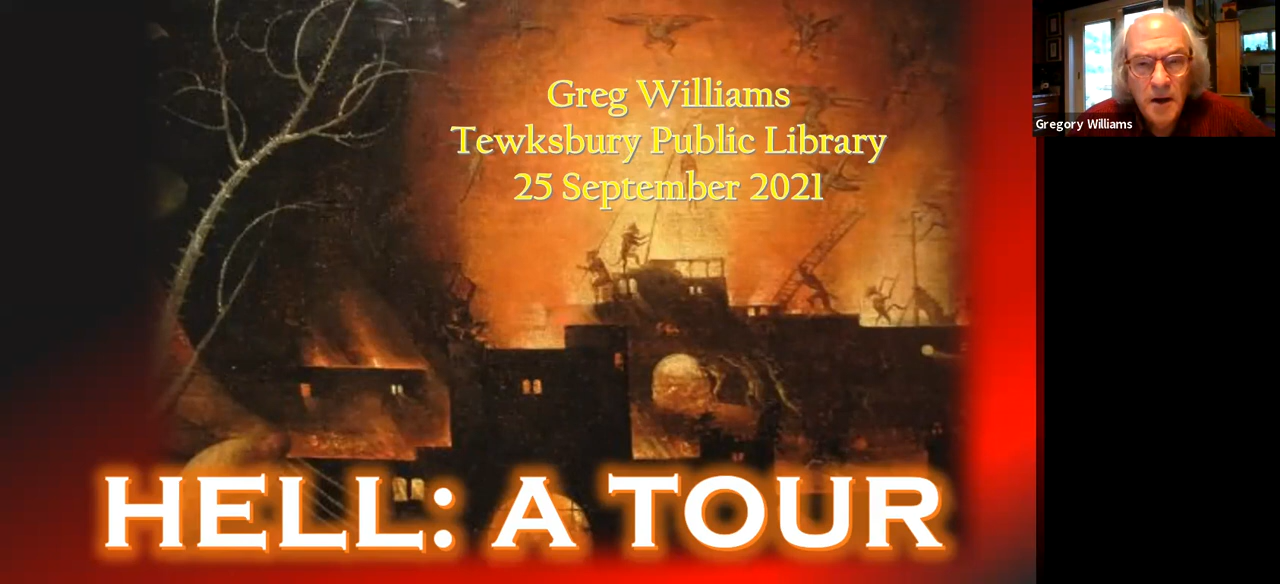 Greg Williams
Tewksbury Public Library
25 September 2021
Gregory Williams
HELL: A TOUR